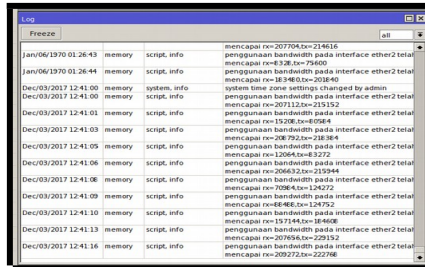 Log
Freeze
all
mencapai rx=207704,tx=214616
Jan/06/1970 01:26:43 memory script, info penggunaan bandwidth pada interface ether2 telah
mencapai rx=8328,tx=75600
Jan/06/1970 01:26:44 memory script, info penggunaan bandwidth pada interface ether2 telah
mencapai rx=183480,tx=201840
Dec/03/2017 12:41:00 memory system, info system time zone settings changed by admin
Dec/03/2017 12:41:00 memory script, info penggunaan bandwidth pada interface ether2 telah
mencapai rx=207112,tx=215152
Dec/03/2017 12:41:01 memory script, info penggunaan bandwidth pada interface ether2 telah
mencapai rx=15208,tx=80584
Dec/03/2017 12:41:03 memory script, info penggunaan bandwidth pada interface ether2 telah
mencapai rx=208792,tx=218384
Dec/03/2017 12:41:05 memory script, info penggunaan bandwidth pada interface ether2 telah
mencapai rx=12064,tx=83272
Dec/03/2017 12:41:06 memory script, info penggunaan bandwidth pada interface ether2 telah
mencapai rx=206632,tx=215944
Dec/03/2017 12:41:08 memory script, info penggunaan bandwidth pada interface ether2 telah
mencapai rx=70984,tx=124272
Dec/03/2017 12:41:09 memory script, info penggunaan bandwidth pada interface ether2 telah
mencapai rx=88488,tx=124752
Dec/03/2017 12:41:10 memory script, info penggunaan bandwidth pada interface ether2 telah
mencapai rx=157144,tx=184608
Dec/03/2017 12:41:13 memory script, info penggunaan bandwidth pada interface ether2 telah
mencapai rx=207656,tx=229152
Dec/03/2017 12:41:16 memory script, info penggunaan bandwidth pada interface ether2 telah
mencapai rx=209272,tx=222768